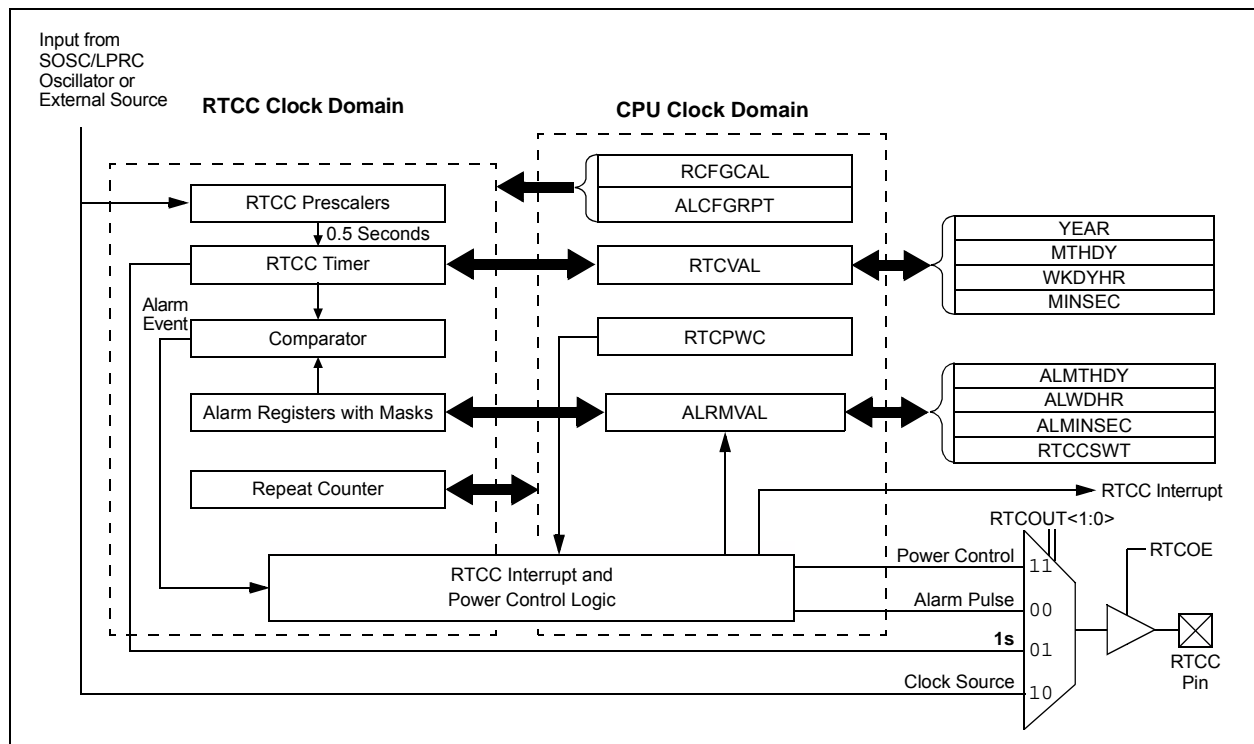 Input from
SOSC/LPRC
Oscillator or
External Source
RTCC Clock Domain
CPU Clock Domain
RCFGCAL
ALCFGRPT
RTCC Prescalers
0.5 Seconds
YEAR
MTHDY
WKDYHR
MINSEC
RTCC Timer
RTCVAL
Alarm
Event
Comparator
RTCPWC
ALMTHDY
ALWDHR
ALMINSEC
RTCCSWT
Alarm Registers with Masks
ALRMVAL
Repeat Counter
RTCC Interrupt
RTCOUT<1:0>
RTCOE
RTCC Interrupt and
Power Control Logic
Power Control
11
Alarm Pulse
00
1s
01
Clock Source
10
RTCC
Pin